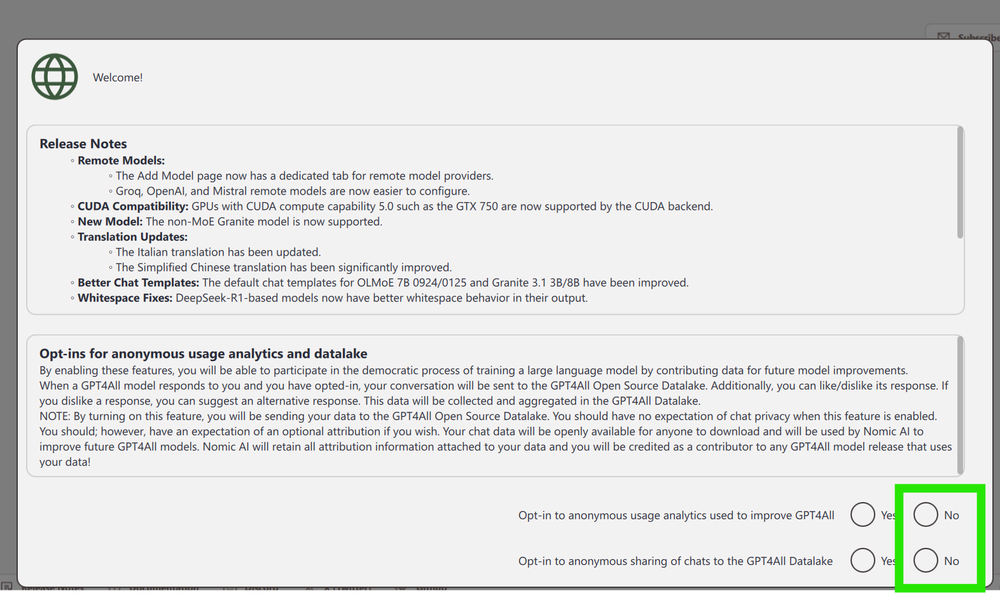 Subscribe
Welcome!
Release Notes
◦ Remote Models:
◦ The Add Model page now has a dedicated tab for remote model providers.
◦ Groq, OpenAI, and Mistral remote models are now easier to configure.
◦ CUDA Compatibility: GPUs with CUDA compute capability 5.0 such as the GTX 750 are now supported by the CUDA backend.
◦ New Model: The non-MoE Granite model is now supported.
◦ Translation Updates:
◦ The Italian translation has been updated.
◦ The Simplified Chinese translation has been significantly improved.
◦ Better Chat Templates: The default chat templates for OLMoE 7B 0924/0125 and Granite 3.1 3B/8B have been improved.
◦ Whitespace Fixes: DeepSeek-R1-based models now have better whitespace behavior in their output.
Opt-ins for anonymous usage analytics and datalake
By enabling these features, you will be able to participate in the democratic process of training a large language model by contributing data for future model improvements.
When a GPT4All model responds to you and you have opted-in, your conversation will be sent to the GPT4All Open Source Datalake. Additionally, you can like/dislike its response. If
you dislike a response, you can suggest an alternative response. This data will be collected and aggregated in the GPT4All Datalake.
NOTE: By turning on this feature, you will be sending your data to the GPT4All Open Source Datalake. You should have no expectation of chat privacy when this feature is enabled.
You should; however, have an expectation of an optional attribution if you wish. Your chat data will be openly available for anyone to download and will be used by Nomic AI to
improve future GPT4All models. Nomic AI will retain all attribution information attached to your data and you will be credited as a contributor to any GPT4All model release that uses
your data!
Opt-in to anonymous usage analytics used to improve GPT4All Yes No
Opt-in to anonymous sharing of chats to the GPT4All Datalake Yes No
Release Notes Documentation Discord X (Twitter) Github